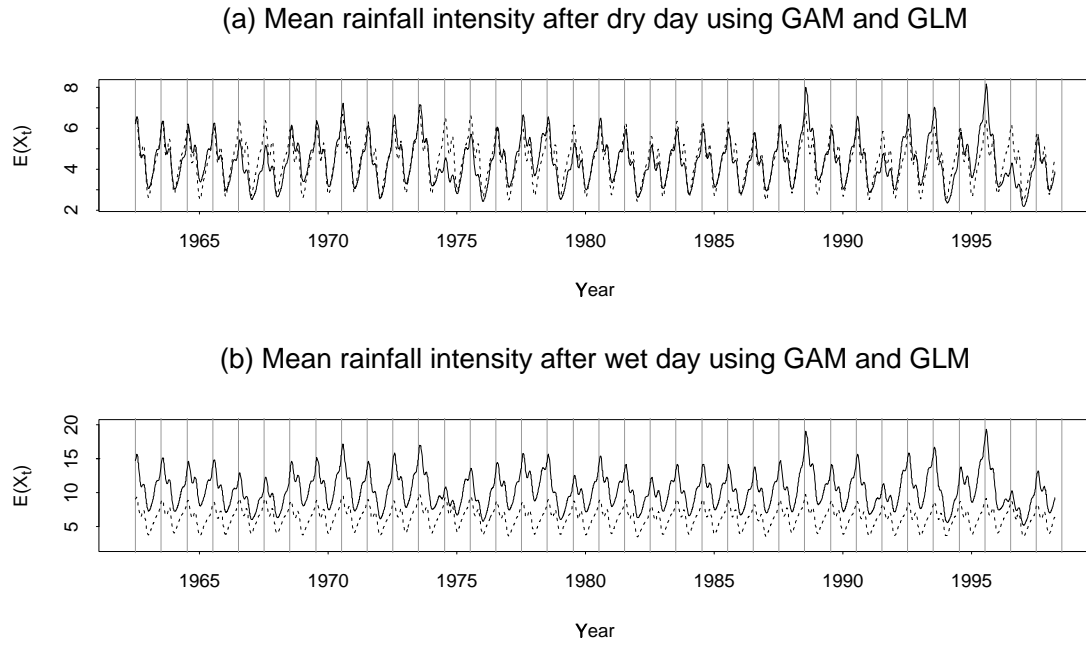 (a) Mean rainfall intensity after dry day using GAM and GLM
E(Xt)
8
6
4
2
1965 1970 1975 1980 1985 1990 1995
Year
(b) Mean rainfall intensity after wet day using GAM and GLM
E(Xt)
20
15
10
5
1965 1970 1975 1980 1985 1990 1995
Year